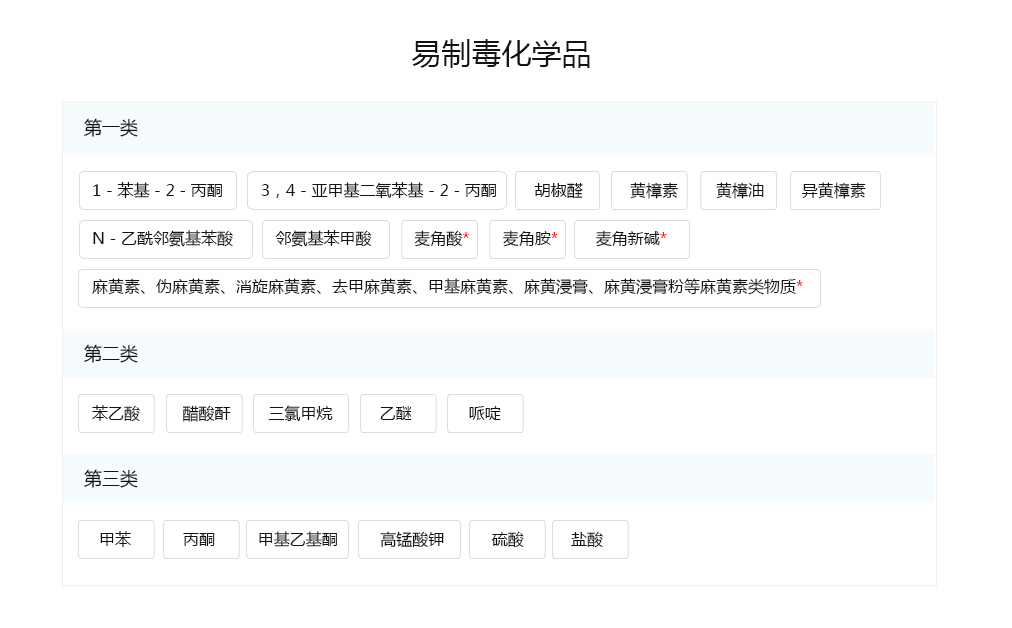 易制毒化学品
第一类
1 - 苯基 - 2 - 丙酮 3 , 4 - 亚甲基二氧苯基 - 2 - 丙酮 胡椒醛 黄樟素 黄樟油 异黄樟素
N - 乙酰邻氨基苯酸 邻氨基苯甲酸 麦角酸* 麦角胺* 麦角新碱*
麻黄素、伪麻黄素、消旋麻黄素、去甲麻黄素、甲基麻黄素、麻黄浸膏、麻黄浸膏粉等麻黄素类物质*
第二类
苯乙酸 醋酸酐 三氯甲烷 乙醚 哌啶
第三类
甲苯 丙酮 甲基乙基酮 高锰酸钾 硫酸 盐酸